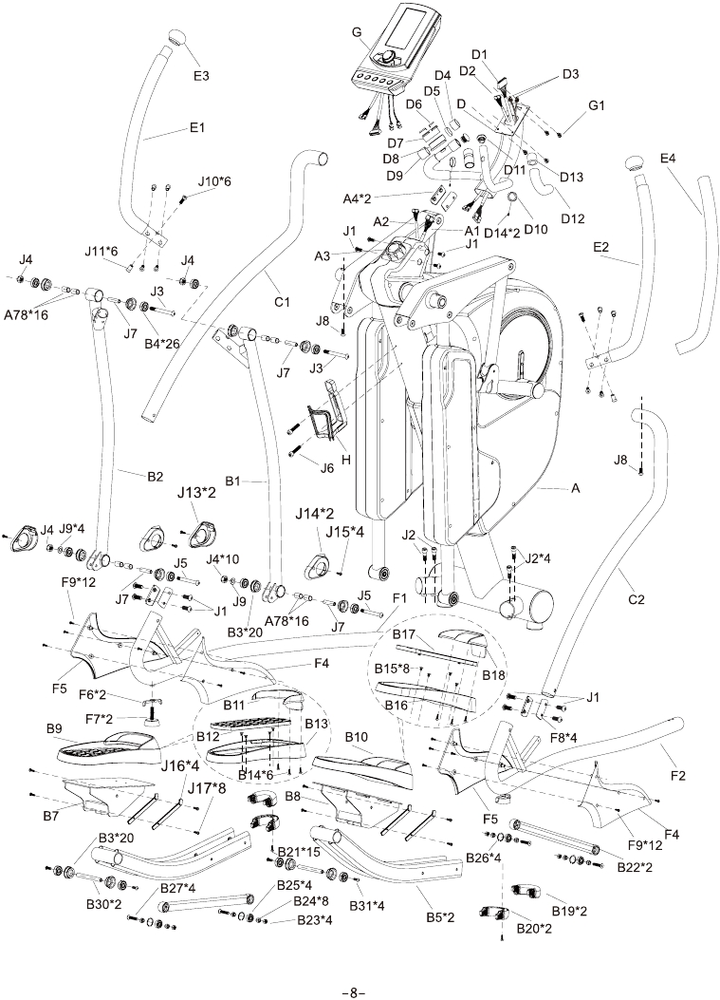 G
D1
D2
D3
E3
D4
D5
D
D6
G1
E1
D7
D8
D9
E4
D11
D13
J10*6
A4*2
D12
A2
A1
D14*2
D10
J1
J1
J11*6
A3
E2
J4
J4
C1
J3
A78*16
J7
B4*26
J8
J7
J3
J8
H
J6
B2
B1
A
J13*2
J14*2
J9*4
J4
J15*4
J2
J2*4
J5
J4*10
F9*12
J7
J1
J9
J5
C2
B3*20
A78*16
J7
F1
B17
F4
B15*8
B18
F5
F6*2
B11
B16
J1
F7*2
B9
B12
B13
B10
F8*4
J16*4
B14*6
F2
J17*8
B8
B7
F5
F4
F9*12
B3*20
B21*15
B26*4
B22*2
B27*4
B25*4
B30*2
B24*8
B31*4
B19*2
B23*4
B5*2
B20*2
-8-